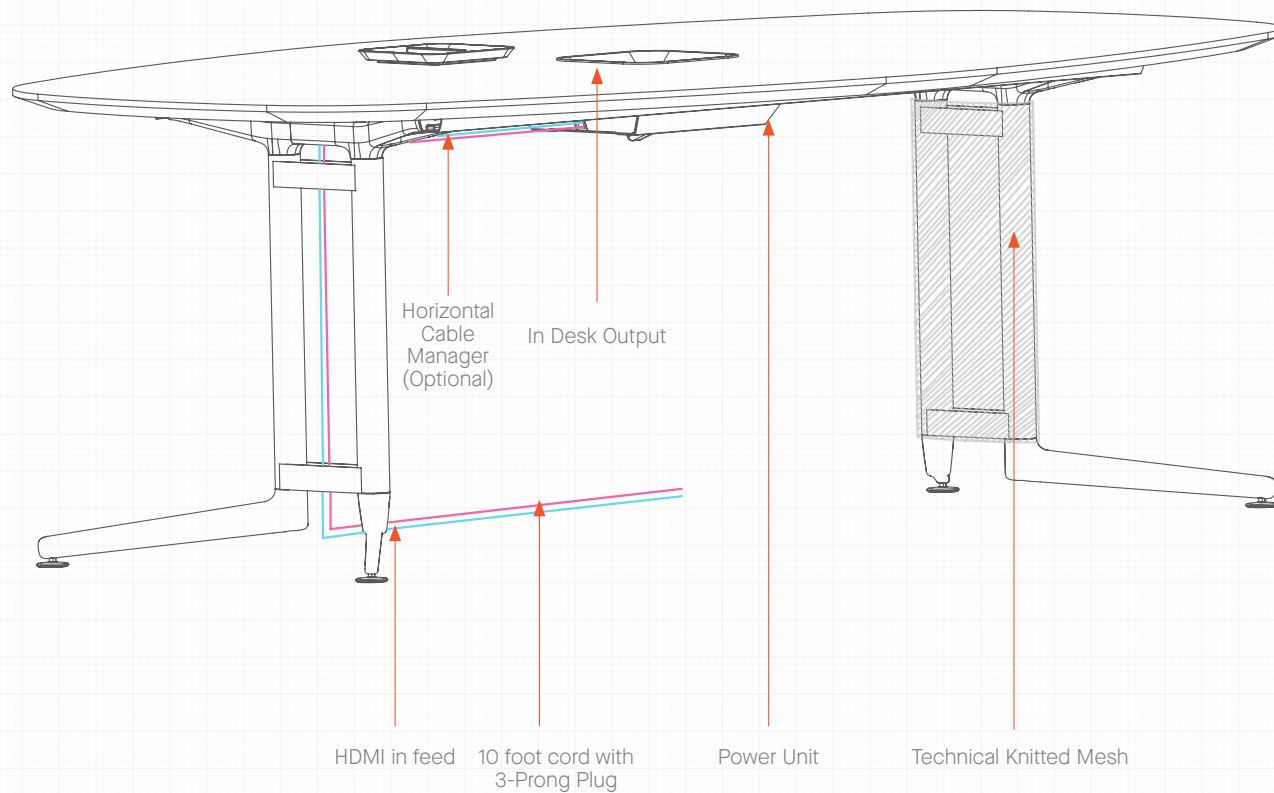 Horizontal
Cable
Manager
(Optional)
In Desk Output
HDMI in feed
10 foot cord with
3-Prong Plug
Power Unit
Technical Knitted Mesh